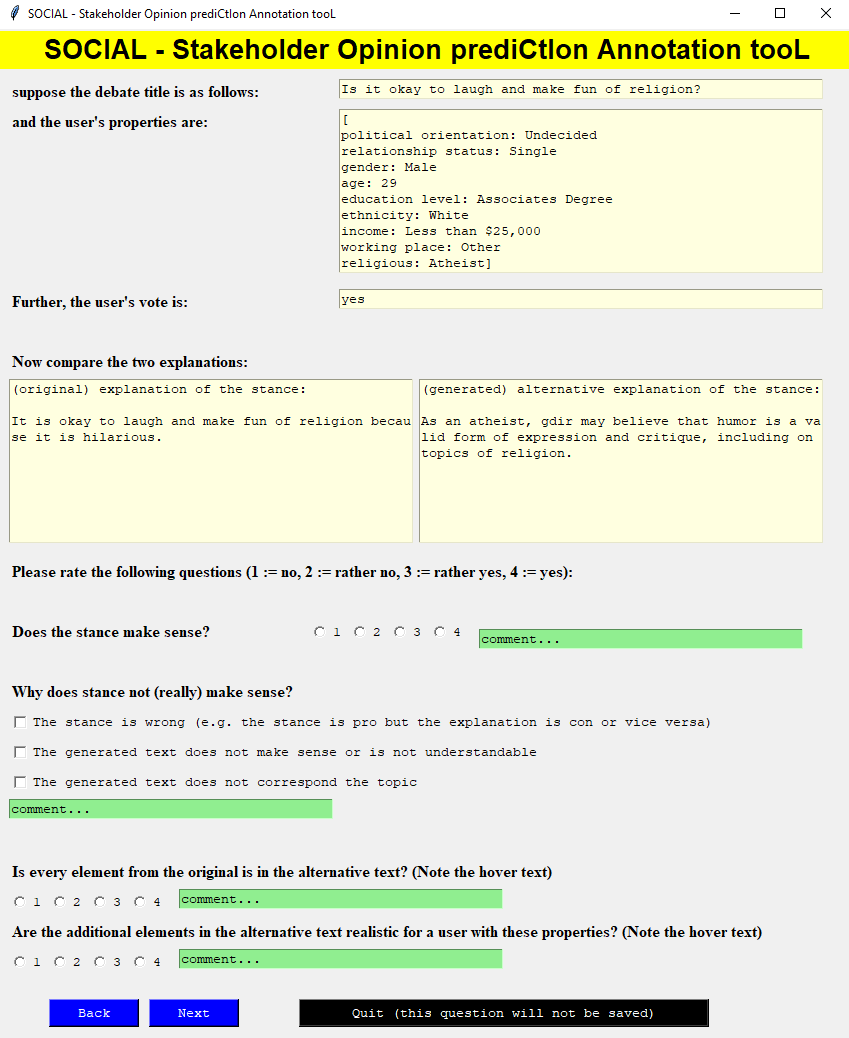 SOCIAL - Stakeholder Opinion prediCtIon Annotation tooL
SOCIAL - Stakeholder Opinion prediCtIon Annotation tooL
suppose the debate title is as follows:
Is it okay to laugh and make fun of religion?
and the user's properties are:
[
political orientation: Undecided
relationship status: Single
gender: Male
age: 29
education level: Associates Degree
ethnicity: White
income: Less than $25,000
working place: Other
religious: Atheist]
Further, the user's vote is:
yes
Now compare the two explanations:
(original) explanation of the stance:
It is okay to laugh and make fun of religion becau
se it is hilarious.
(generated) alternative explanation of the stance:
As an atheist, gdir may believe that humor is a va
lid form of expression and critique, including on
topics of religion.
Please rate the following questions (1 := no, 2 := rather no, 3 := rather yes, 4 := yes):
Does the stance make sense?
1 2 3 4
comment...
Why does stance not (really) make sense?
The stance is wrong (e.g. the stance is pro but the explanation is con or vice versa)
The generated text does not make sense or is not understandable
The generated text does not correspond the topic
comment...
Is every element from the original is in the alternative text? (Note the hover text)
1 2 3 4
comment...
Are the additional elements in the alternative text realistic for a user with these properties? (Note the hover text)
1 2 3 4
comment...
Back
Next
Quit (this question will not be saved)